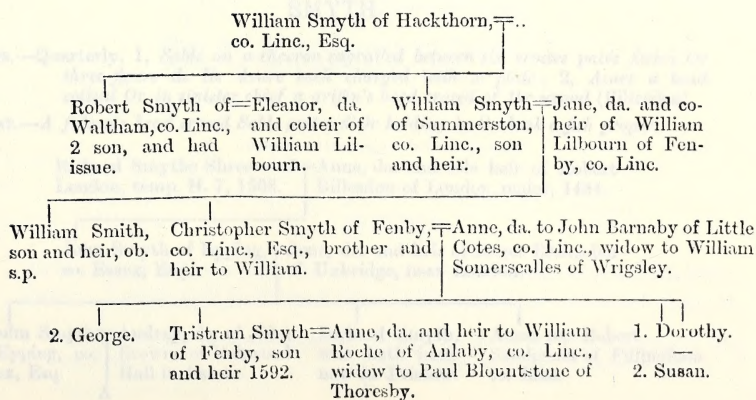 William Smyth of Hackthorn,=..
co. Linc., Esq.
Robert Smyth of=Eleanor, da.
Waltham, co. Linc., and coheir of
2 son, and had William Lil-
issue. bourn.
William Smyth=Jane, da. and co-
of Summerston, heir of William
co. Linc., son Lilbourn of Fen-
and heir. by, co. Linc.
William Smith,
son and heir, ob.
s.p.
Christopher Smyth of Fenby,=Anne, da. to John Barnaby of Little
co. Linc., Esq., brother and Cotes, co. Linc., widow to William
heir to William. Somerscalles of Wrigsley.
2. George.
Tristram Smyth=Anne, da. and heir to William
of Fenby, son Roche of Anlaby, co. Linc.,
and heir 1592. widow to Paul Blountstone of
Thoresby.
1. Dorothy.
2. Susan.